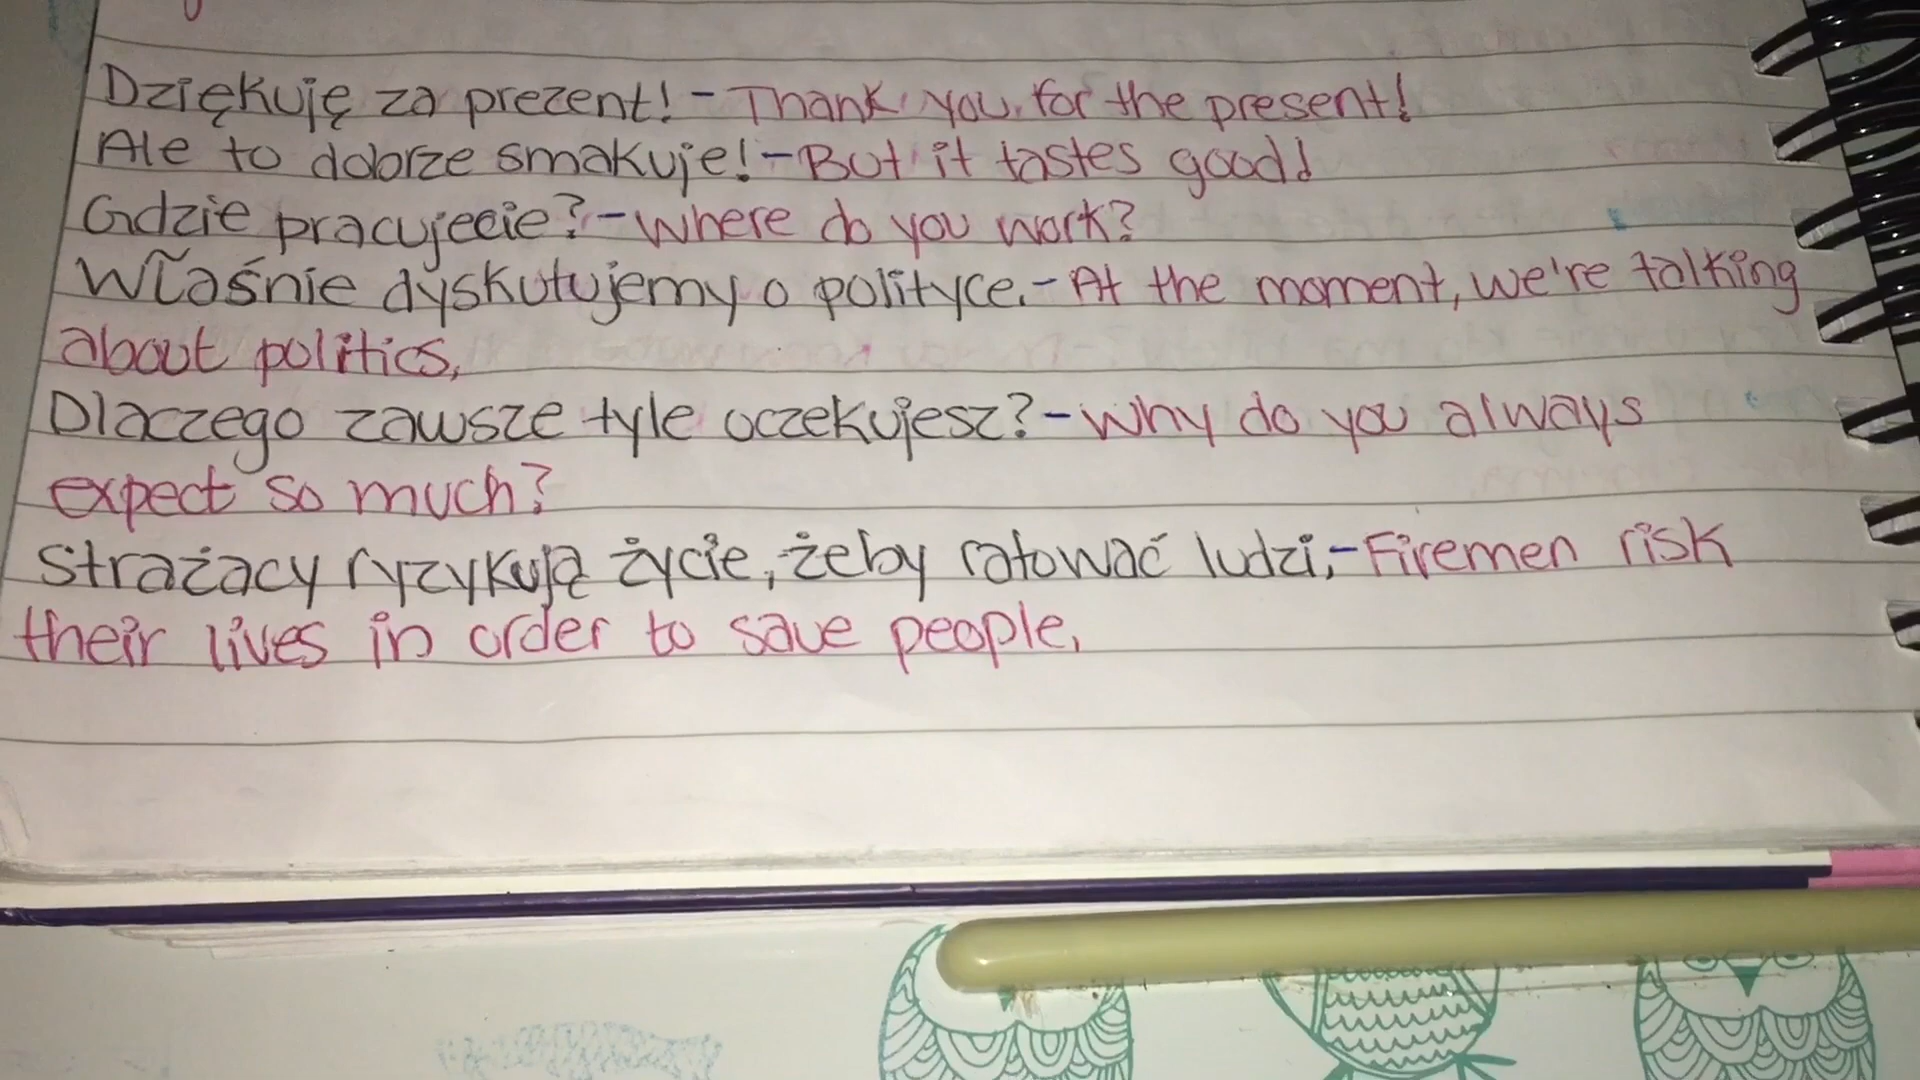 Dziękuję za prezent! - Thank you for the present!
Ale to dobrze smakuje! - But it tastes good!
Gdzie pracujecie? - Where do you work?
Właśnie dyskutujemy o polityce. - At the moment, we're talking
about politics.
Dlaczego zawsze tyle oczekujesz? - Why do you always
expect so much?
Strażacy ryzykują życie, żeby ratować ludzi. - Firemen risk
their lives in order to save people.